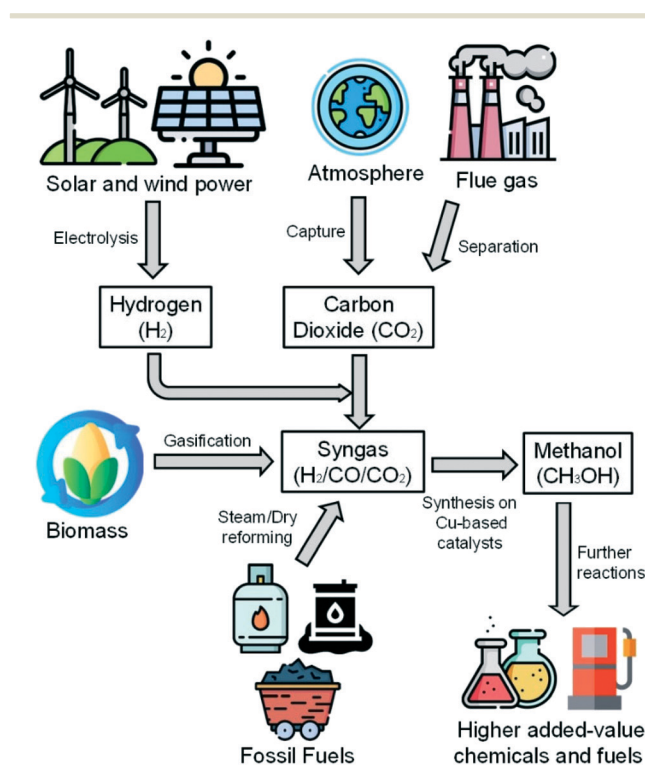 Solar and wind power
Atmosphere
Flue gas
Electrolysis
Capture
Separation
Hydrogen
(H₂)
Carbon
Dioxide (CO₂)
Gasification
Syngas
(H₂/CO/CO₂)
Methanol
(CH₃OH)
Biomass
Steam/Dry
reforming
Synthesis on
Cu-based
catalysts
Further
reactions
Fossil Fuels
Higher added-value
chemicals and fuels